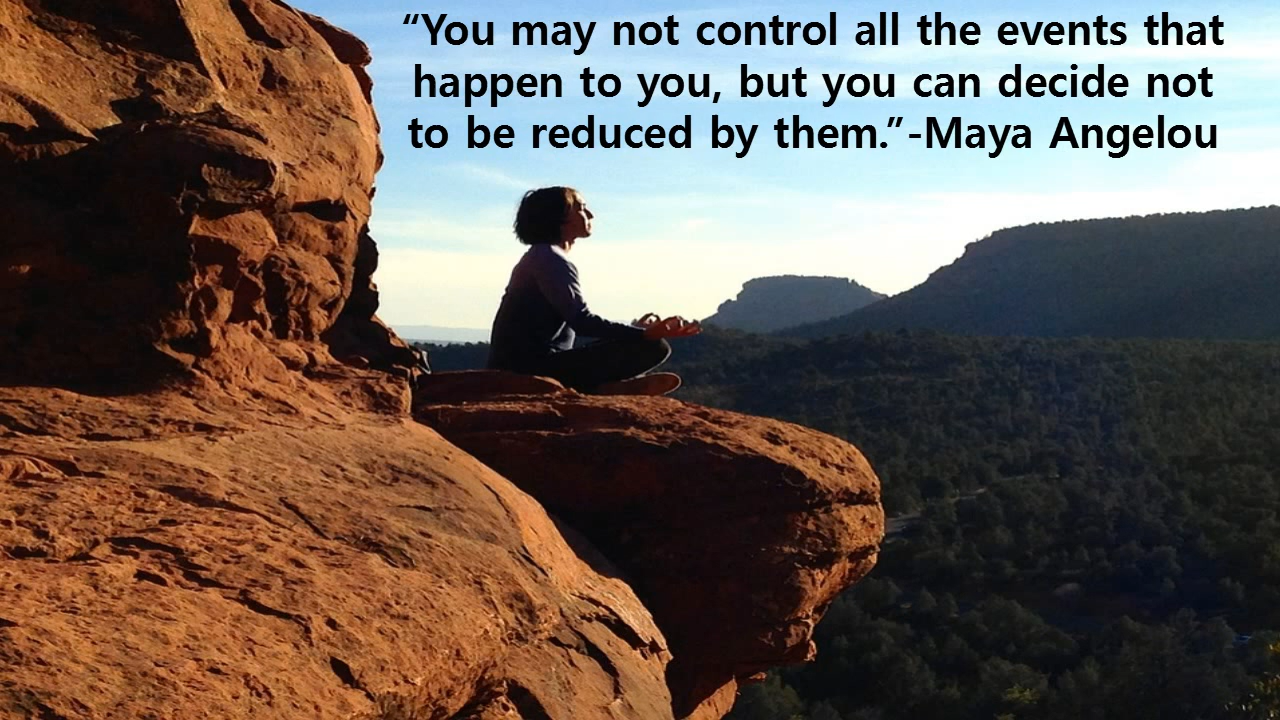 “You may not control all the events that
happen to you, but you can decide not
to be reduced by them.”-Maya Angelou